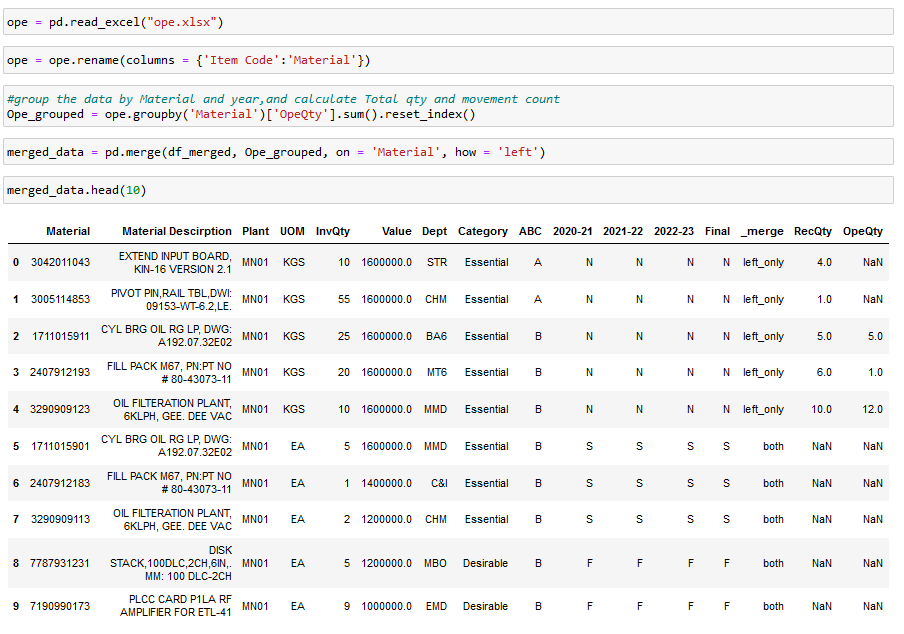 ope = pd.read_excel("ope.xlsx")
ope = ope.rename(columns = {'Item Code':'Material'})
#group the data by Material and year,and calculate Total qty and movement count
Ope_grouped = ope.groupby('Material')['OpeQty'].sum().reset_index()
merged_data = pd.merge(df_merged, Ope_grouped, on = 'Material', how = 'left')
merged_data.head(10)
Material Material Descirption Plant UOM InvQty Value Dept Category ABC 2020-21 2021-22 2022-23 Final _merge RecQty OpeQty
0 3042011043 EXTEND INPUT BOARD, KIN-16 VERSION 2.1 MN01 KGS 10 1600000.0 STR Essential A N N N N left_only 4.0 NaN
1 3005114853 PIVOT PIN,RAIL TBL,DWI: 09153-WT-6.2,LE. MN01 KGS 55 1600000.0 CHM Essential A N N N N left_only 1.0 NaN
2 1711015911 CYL BRG OIL RG LP, DWG: A192.07.32E02 MN01 KGS 25 1600000.0 BA6 Essential B N N N N left_only 5.0 5.0
3 2407912193 FILL PACK M67, PN:PT NO # 80-43073-11 MN01 KGS 20 1600000.0 MT6 Essential B N N N N left_only 6.0 1.0
4 3290909123 OIL FILTERATION PLANT, 6KLPH, GEE. DEE VAC MN01 KGS 10 1600000.0 MMD Essential B N N N N left_only 10.0 12.0
5 1711015901 CYL BRG OIL RG LP, DWG: A192.07.32E02 MN01 EA 5 1600000.0 MMD Essential B S S S S both NaN NaN
6 2407912183 FILL PACK M67, PN:PT NO # 80-43073-11 MN01 EA 1 1400000.0 C&I Essential B S S S S both NaN NaN
7 3290909113 OIL FILTERATION PLANT, 6KLPH, GEE. DEE VAC MN01 EA 2 1200000.0 CHM Essential B S S S S both NaN NaN
8 7787931231 DISK STACK,100DLC,2CH,6IN,. MM: 100 DLC-2CH MN01 EA 5 1200000.0 MBO Desirable B F F F F both NaN NaN
9 7190990173 PLCC CARD P1LA RF AMPLIFIER FOR ETL-41 MN01 EA 9 1000000.0 EMD Desirable B F F F F both NaN NaN